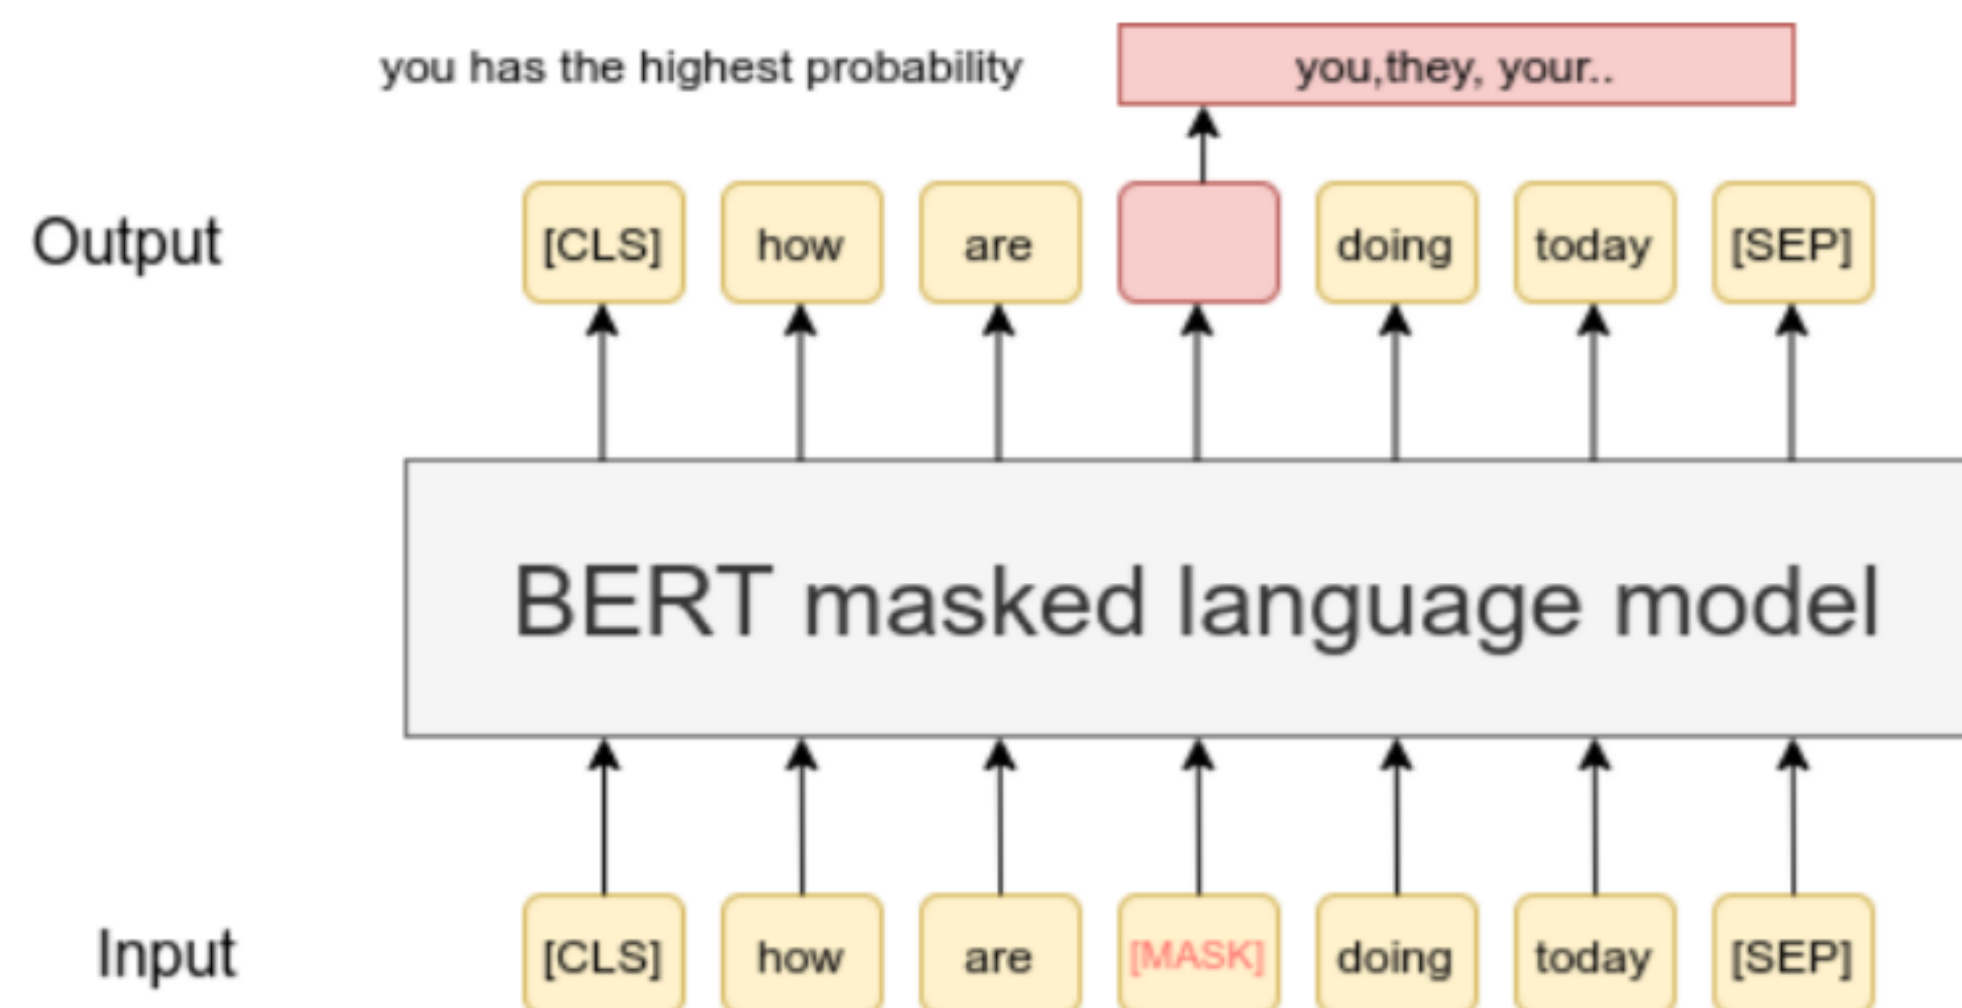 you has the highest probability you,they, your..
Output [CLS] how are doing today [SEP]
BERT masked language model
Input [CLS] how are [MASK] doing today [SEP]